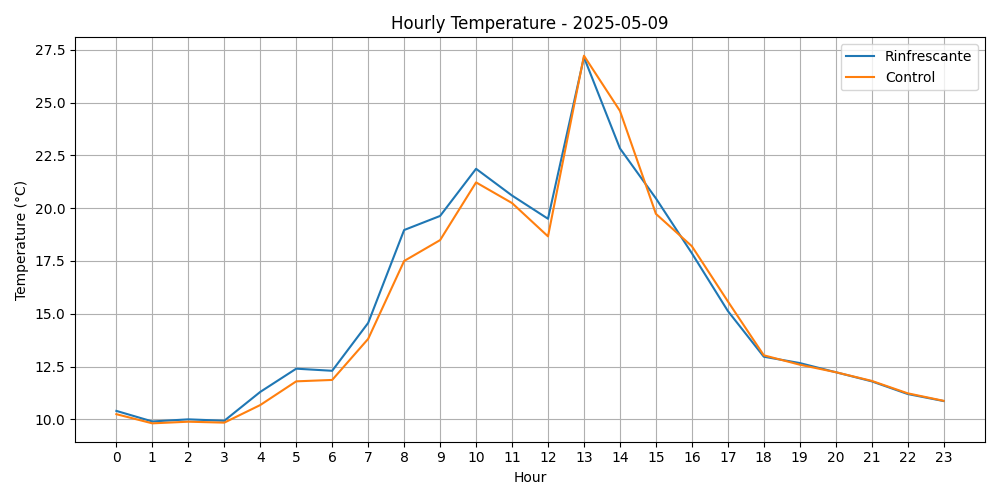 Hourly Temperature - 2025-05-09
Rinfrescante
Control
Temperature (°C)
27.5
25.0
22.5
20.0
17.5
15.0
12.5
10.0
0 1 2 3 4 5 6 7 8 9 10 11 12 13 14 15 16 17 18 19 20 21 22 23
Hour